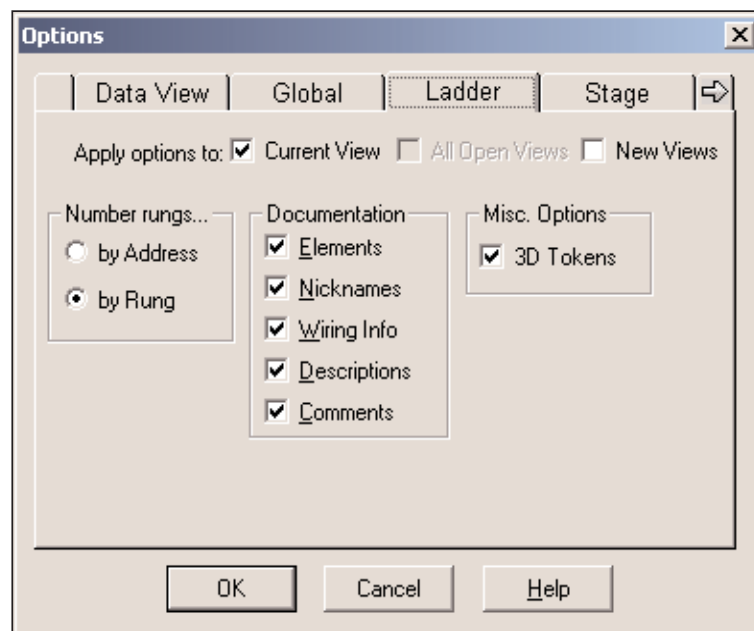 Options
Data View Global Ladder Stage
Apply options to: Current View All Open Views New Views
Number rungs...
by Address
by Rung
Documentation
Elements
Nicknames
Wiring Info
Descriptions
Comments
Misc. Options
3D Tokens
OK Cancel Help